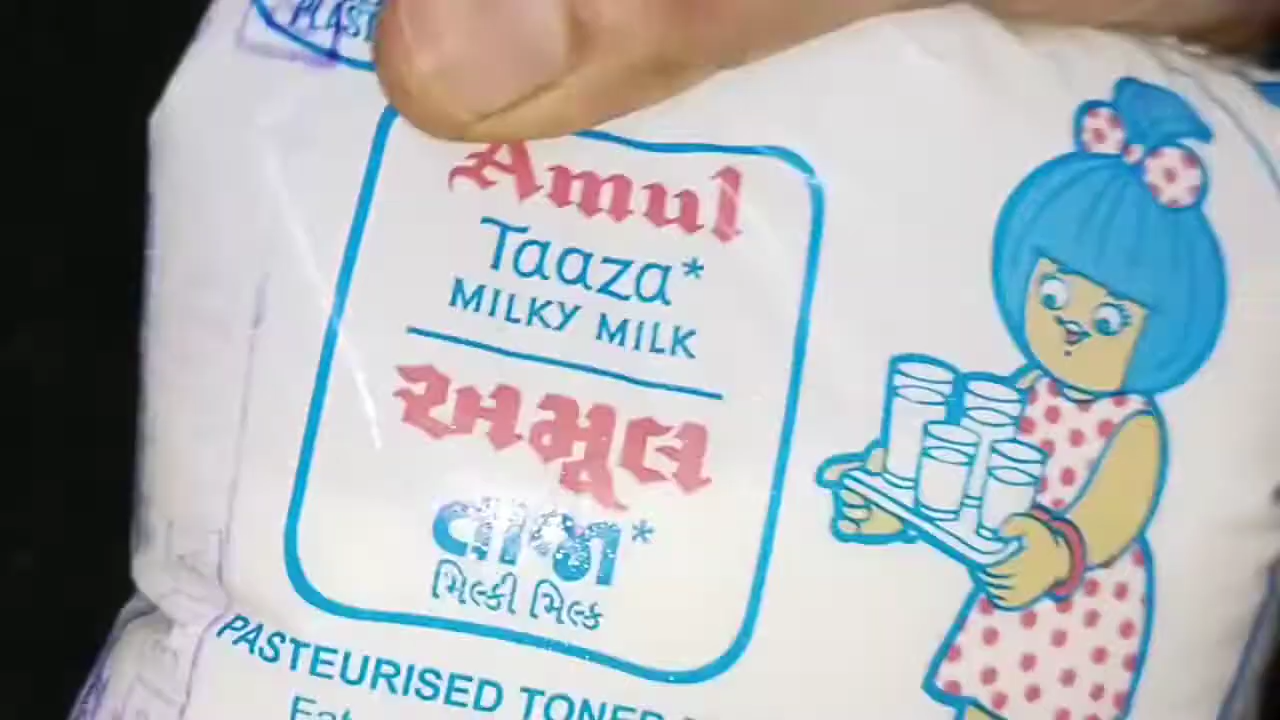 Amul
Taaza*
MILKY MILK
અમૂલ
તાજા*
મિલ્કી મિલ્ક
PASTEURISED TONED